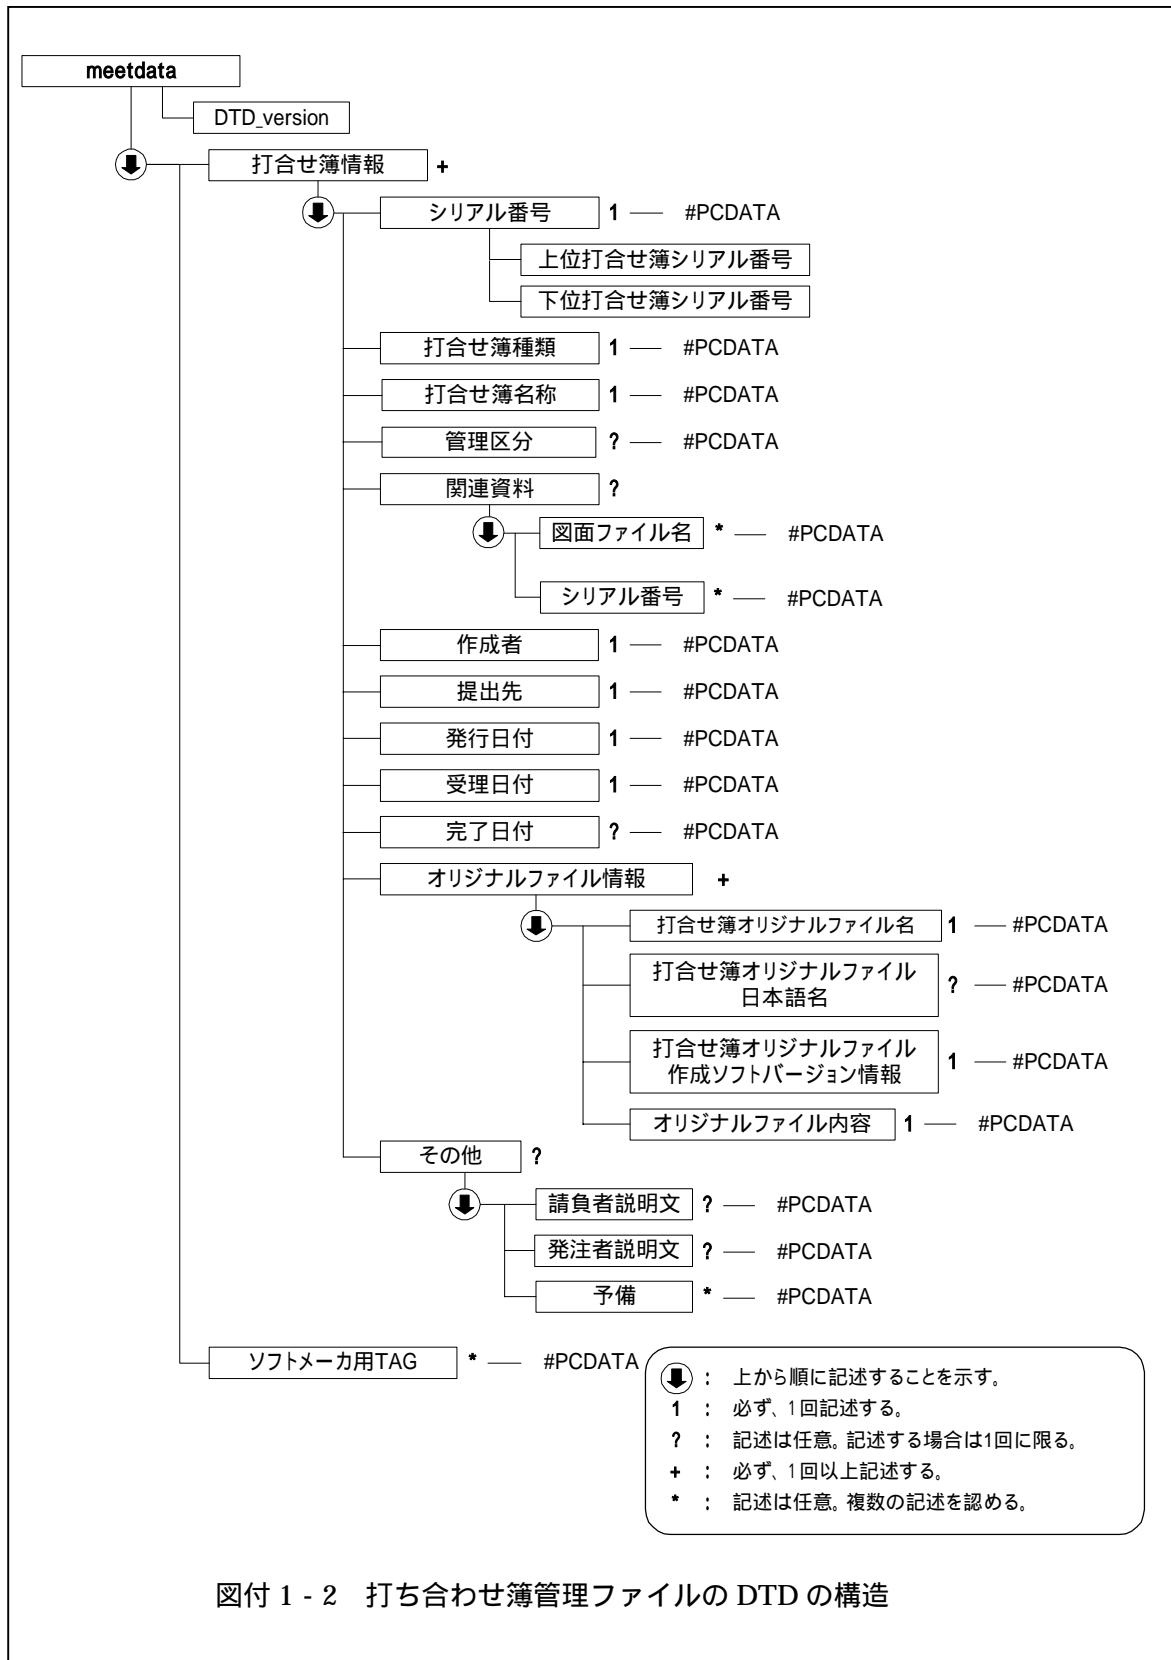 meetdata
DTD_version
打合せ簿情報 +
シリアル番号 1 — #PCDATA
上位打合せ簿シリアル番号
下位打合せ簿シリアル番号
打合せ簿種類 1 — #PCDATA
打合せ簿名称 1 — #PCDATA
管理区分 ? — #PCDATA
関連資料 ?
図面ファイル名 * — #PCDATA
シリアル番号 * — #PCDATA
作成者 1 — #PCDATA
提出先 1 — #PCDATA
発行日付 1 — #PCDATA
受理日付 1 — #PCDATA
完了日付 ? — #PCDATA
オリジナルファイル情報 +
打合せ簿オリジナルファイル名 1 — #PCDATA
打合せ簿オリジナルファイル
日本語名 ? — #PCDATA
打合せ簿オリジナルファイル
作成ソフトバージョン情報 1 — #PCDATA
オリジナルファイル内容 1 — #PCDATA
その他 ?
請負者説明文 ? — #PCDATA
発注者説明文 ? — #PCDATA
予備 * — #PCDATA
ソフトメーカ用TAG * — #PCDATA
： 上から順に記述することを示す。
1 ： 必ず、1回記述する。
? ： 記述は任意。記述する場合は1回に限る。
+ ： 必ず、1回以上記述する。
* ： 記述は任意。複数の記述を認める。
図付 1 - 2 打ち合わせ簿管理ファイルの DTD の構造